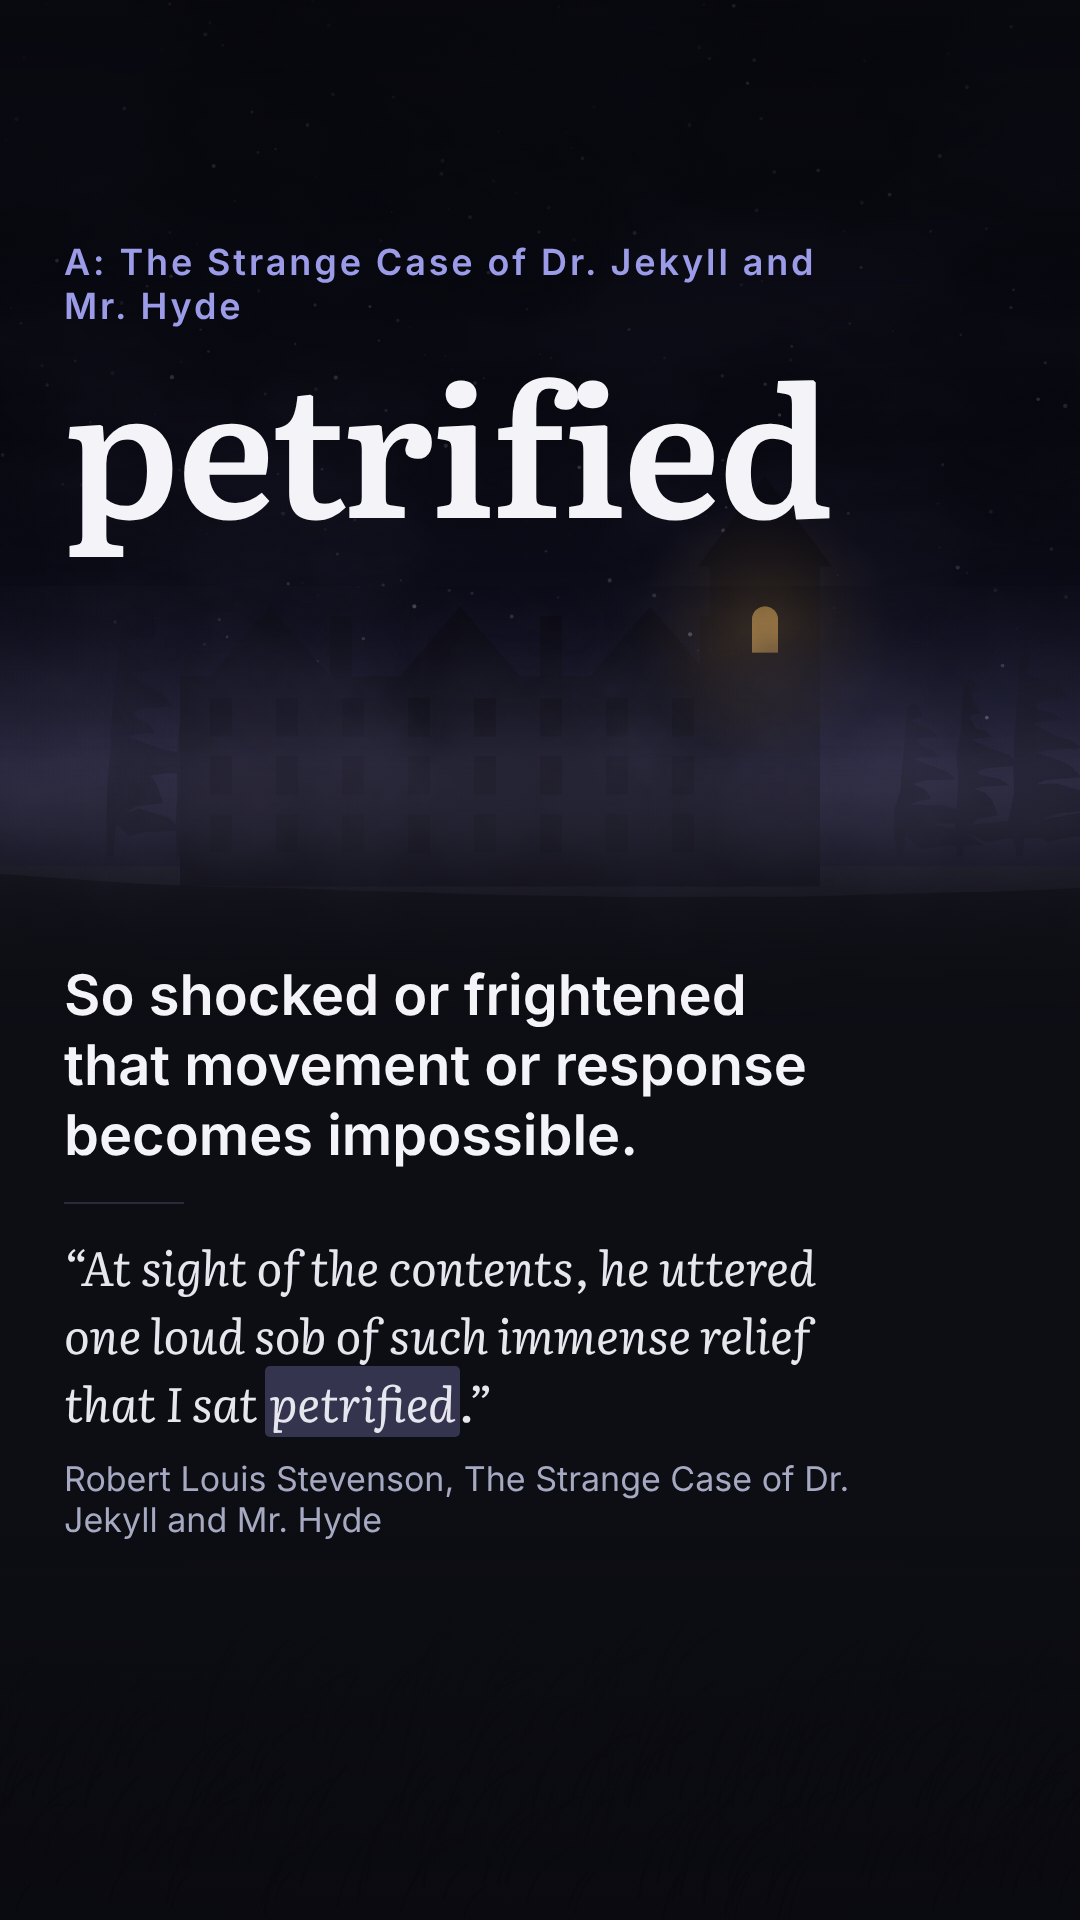 A: The Strange Case of Dr. Jekyll and
Mr. Hyde
petrified
So shocked or frightened
that movement or response
becomes impossible.
“At sight of the contents, he uttered
one loud sob of such immense relief
that I sat petrified.”
Robert Louis Stevenson, The Strange Case of Dr.
Jekyll and Mr. Hyde